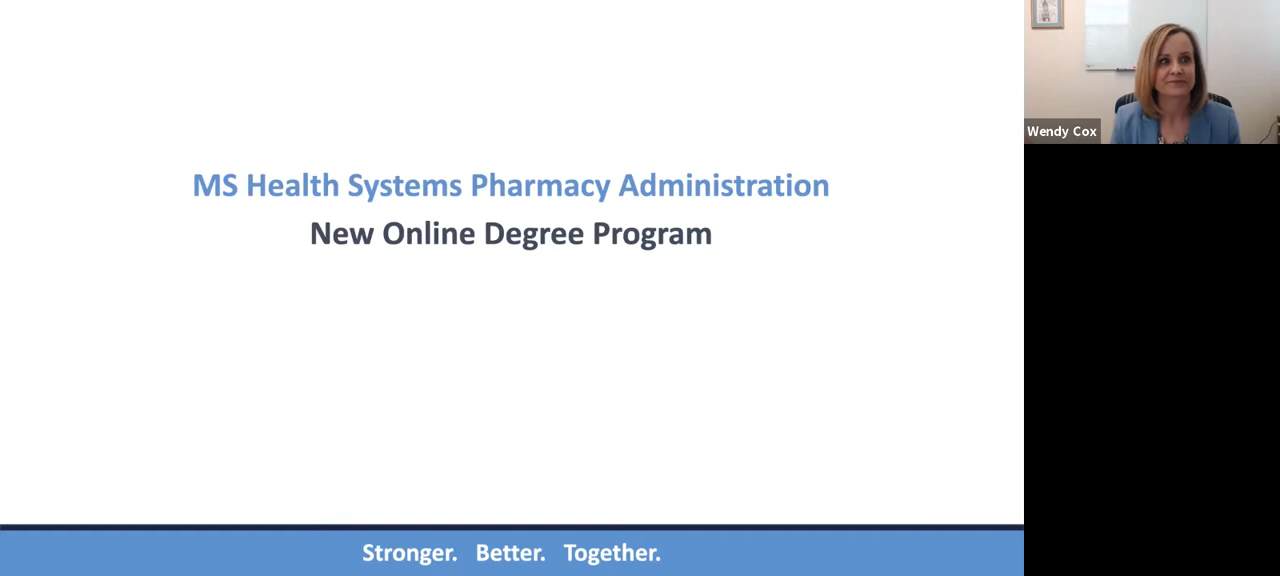 MS Health Systems Pharmacy Administration
New Online Degree Program
Wendy Cox
Stronger. Better. Together.